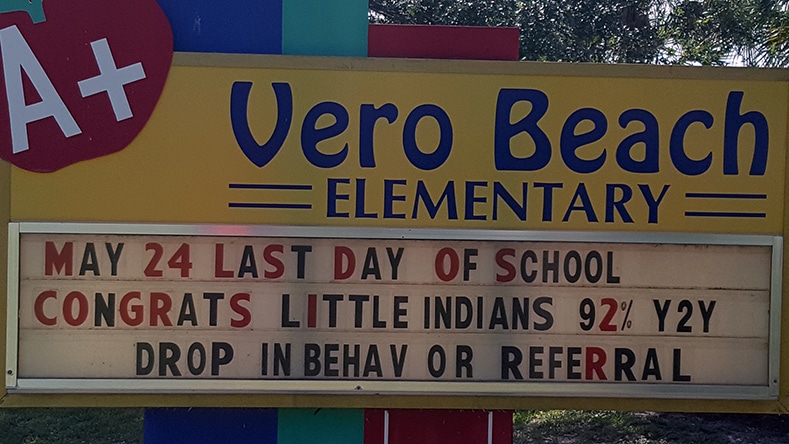 A+
Vero Beach
ELEMENTARY
MAY 24 LAST DAY OF SCHOOL
CONGRATS LITTLE INDIANS 92% Y2Y
DROP IN BEHAV OR REFERRAL